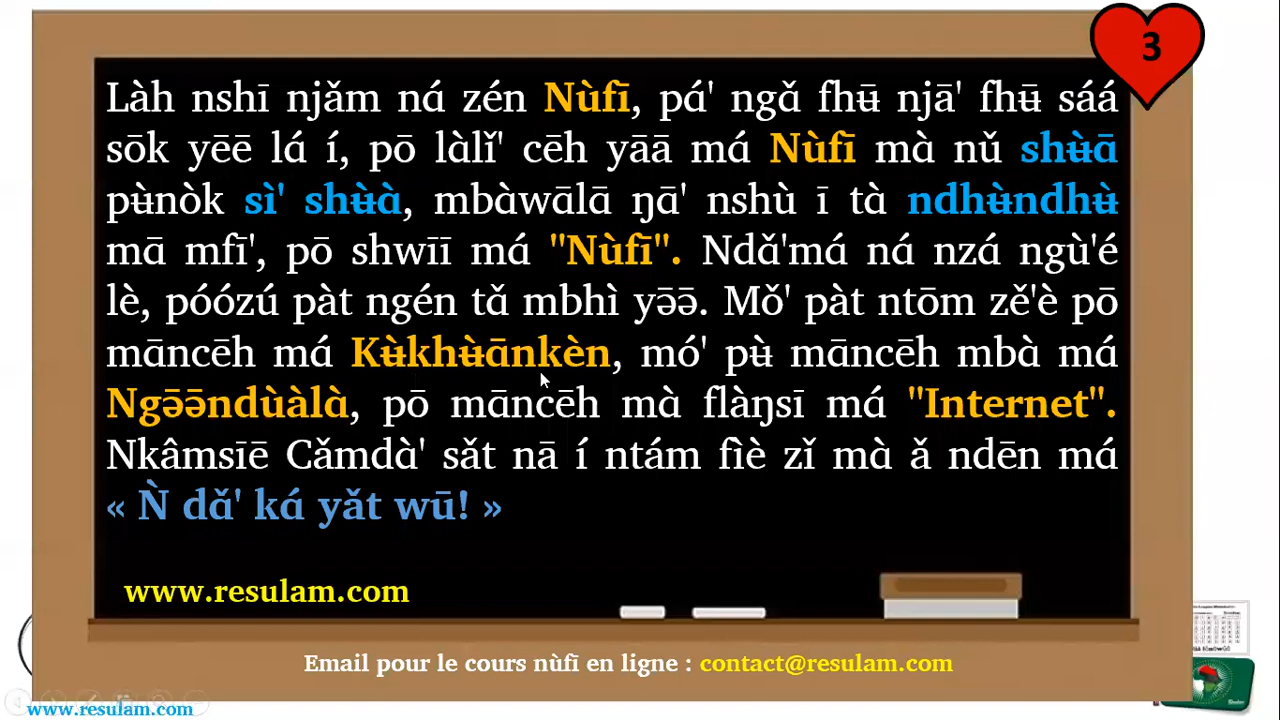 3
Làh nshī njǎm ná zén Nùfī, pá' ngǎ fhʉ̄ njā' fhʉ̄ sáá
sōk yēē lá í, pō làlǐ' cēh yāā má Nùfī mà nǔ shʉ̀ā
pʉ̀nòk sì' shʉ̀à, mbàwālā ŋā' nshù ī tà ndhʉ̀ndhʉ̀
mā mfī', pō shwīī má "Nùfī". Ndǎ'má ná nzá ngù'é
lè, póózú pàt ngén tǎ mbhì yə̄ə̄. Mǒ' pàt ntōm zě'è pō
māncēh má Kʉ̀khʉ̀ānkèn, mó' pʉ̀ māncēh mbà má
Ngə̄ə̄ndùàlà, pō māncēh mà flàŋsī má "Internet".
Nkâmsīē Cǎmdà' sǎt nā í ntám fìè zǐ mà ǎ ndēn má
« Ǹ dǎ' ká yǎt wū! »
www.resulam.com
Email pour le cours nùfī en ligne : contact@resulam.com
www.resulam.com